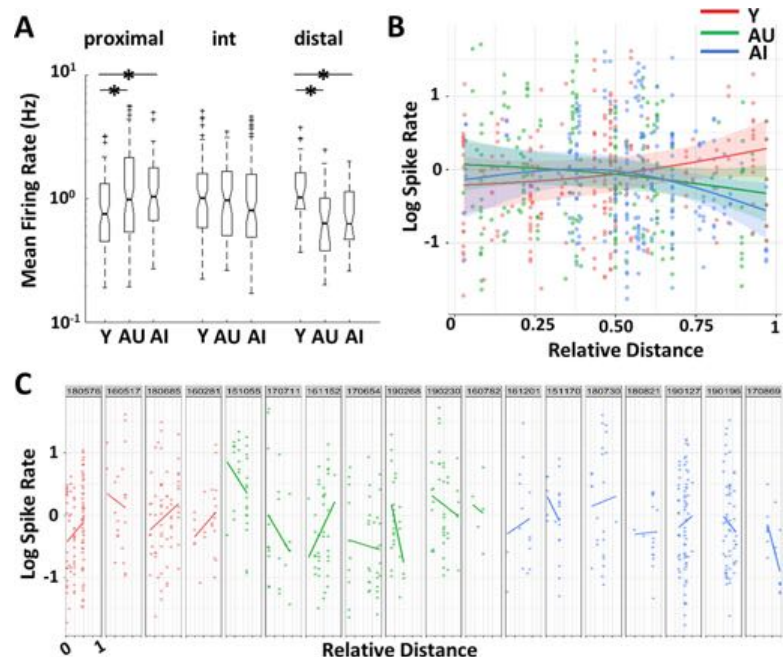 A
proximal int distal
* *
* *
10¹
10⁰
10⁻¹
Mean Firing Rate (Hz)
Y AU AI Y AU AI Y AU AI
B
Y
AU
AI
Log Spike Rate
1
0
-1
0 0.25 0.50 0.75 1
Relative Distance
C
180576 160517 180685 160281 151055 170711 161152 170654 190268 190230 160782 161201 151170 180730 180821 190127 190196 170869
Log Spike Rate
1
0
-1
0 1 Relative Distance